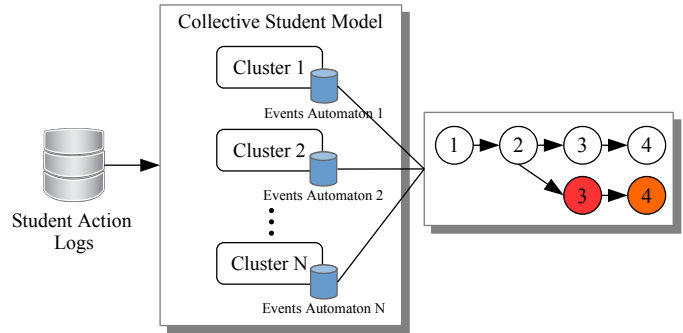 Collective Student Model
Cluster 1
Events Automaton 1
Cluster 2
Events Automaton 2
Cluster N
Events Automaton N
Student Action
Logs
1 2 3 4
3 4